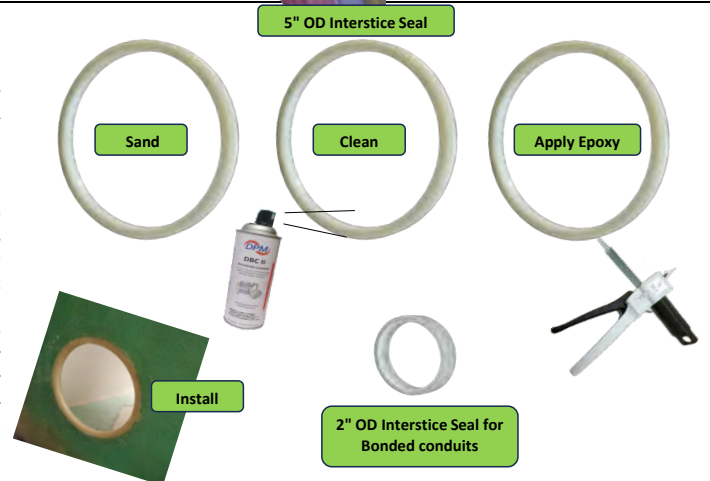 5" OD Interstice Seal
Sand
Clean
Apply Epoxy
DPM
DBC II
Install
2" OD Interstice Seal for
Bonded conduits